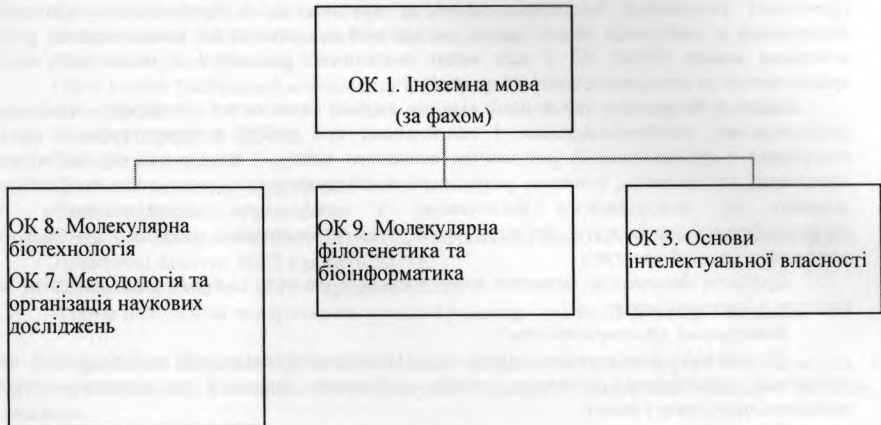 ОК 1. Іноземна мова
(за фахом)
ОК 8. Молекулярна
біотехнологія
ОК 7. Методологія та
організація наукових
досліджень
ОК 9. Молекулярна
філогенетика та
біоінформатика
ОК 3: Основи
інтелектуальної власності